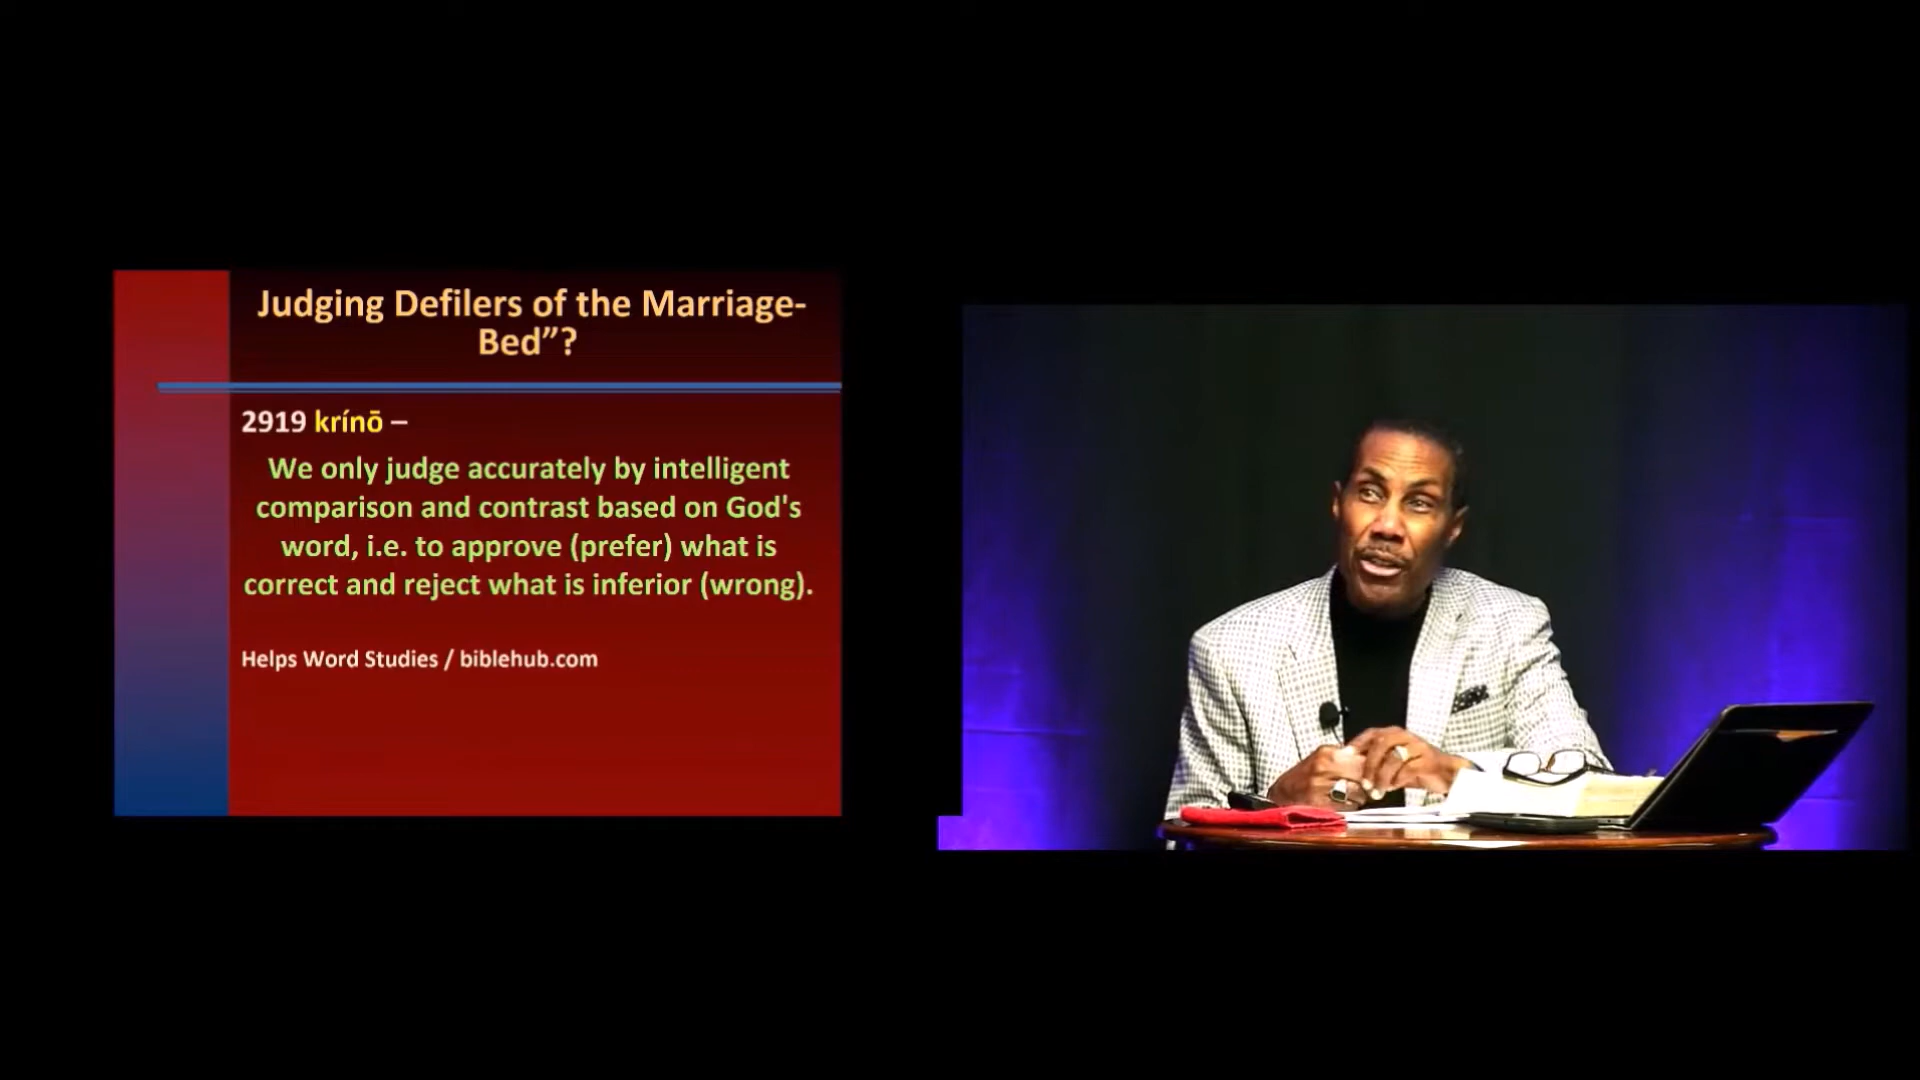 Judging Defilers of the Marriage-
Bed”?
2919 krínō –
We only judge accurately by intelligent
comparison and contrast based on God's
word, i.e. to approve (prefer) what is
correct and reject what is inferior (wrong).
Helps Word Studies / biblehub.com